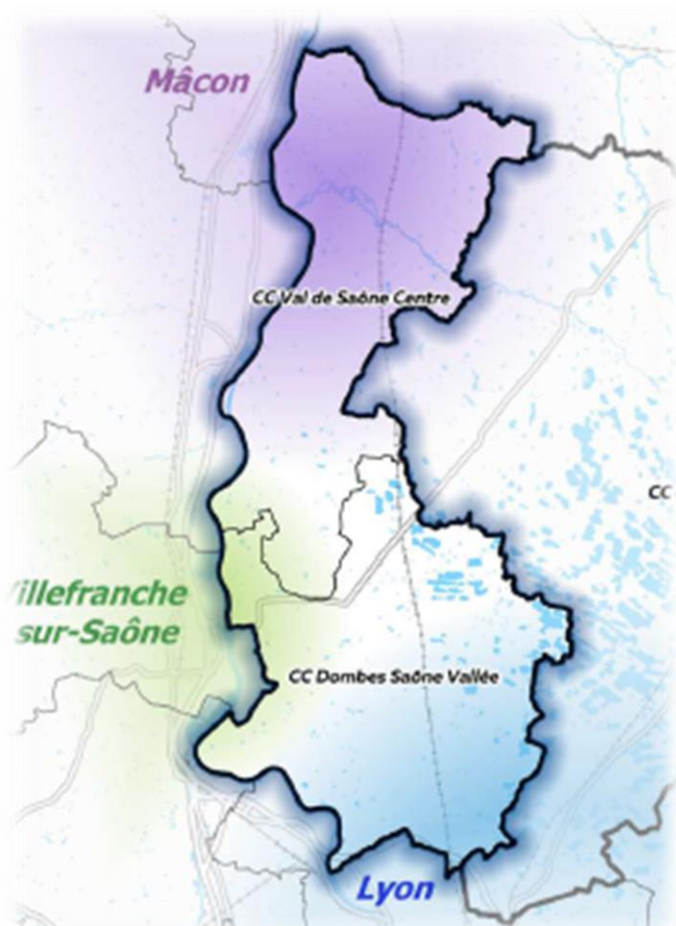 Mâcon
CC Val de Saône Centre
CC
illefranche
sur-Saône
CC Dombes Saône Vallée
Lyon